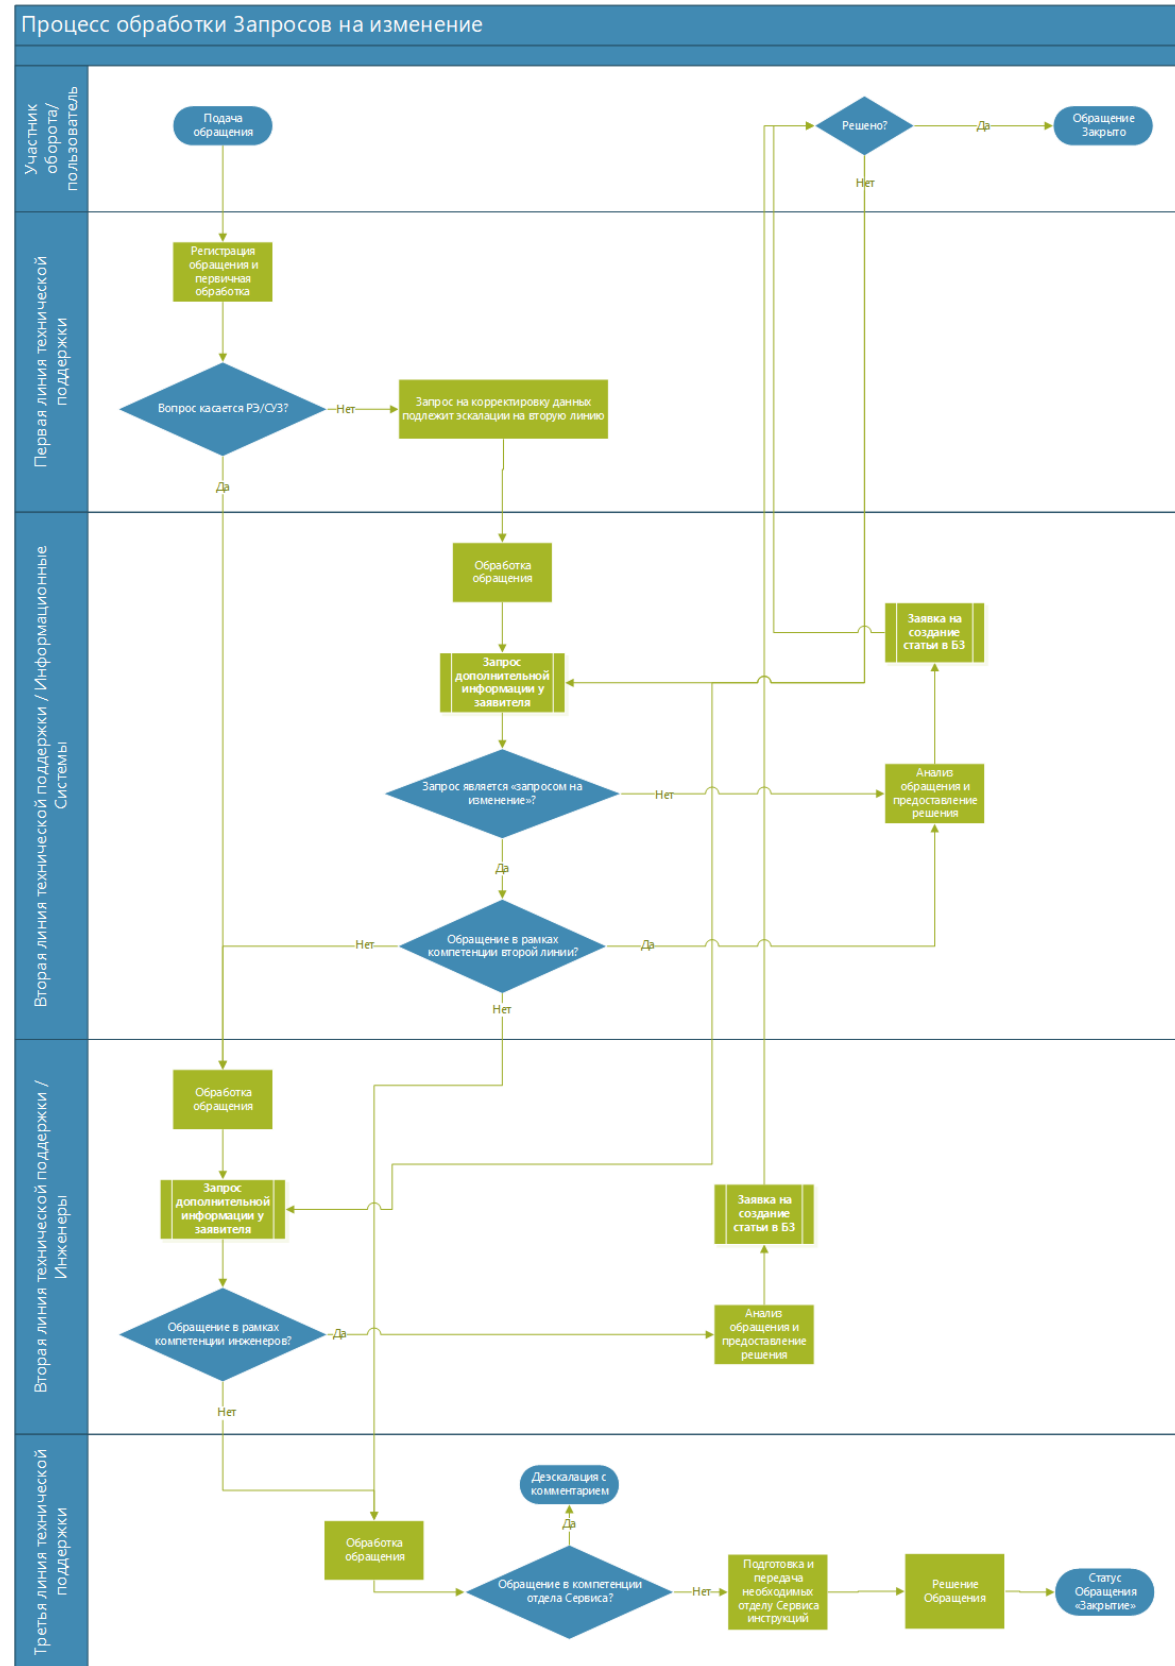 Процесс обработки Запросов на изменение
Участник
оборота/
пользователь
Подача
обращения
Решено?
Да
Обращение
Закрыто
Нет
Первая линия технической
поддержки
Регистрация
обращения и
первичная
обработка
Вопрос касается РЭ/СУЗ?
Нет
Запрос на корректировку данных
подлежит эскалации на вторую линию
Да
Вторая линия технической поддержки / Информационные
Системы
Обработка
обращения
Заявка на
создание
статьи в БЗ
Запрос
дополнительной
информации у
заявителя
Запрос является «запросом на
изменение»?
Нет
Анализ
обращения и
предоставление
решения
Да
Обращение в рамках
компетенции второй линии?
Нет
Да
Нет
Вторая линия технической поддержки /
Инженеры
Обработка
обращения
Запрос
дополнительной
информации у
заявителя
Заявка на
создание
статьи в БЗ
Обращение в рамках
компетенции инженеров?
Да
Анализ
обращения и
предоставление
решения
Нет
Третья линия технической
поддержки
Деэскалация с
комментарием
Да
Обработка
обращения
Обращение в компетенции
отдела Сервиса?
Нет
Подготовка и
передача
необходимых
отделу Сервиса
инструкций
Решение
Обращения
Статус
Обращения
«Закрытие»